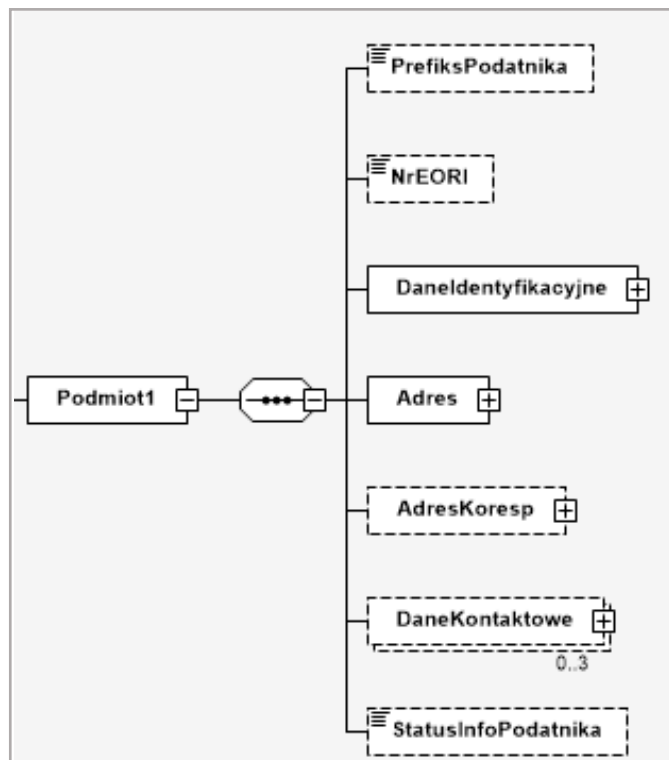 PrefiksPodatnika
NrEORI
DaneIdentyfikacyjne
Podmiot1
Adres
AdresKoresp
DaneKontaktowe
0..3
StatusInfoPodatnika